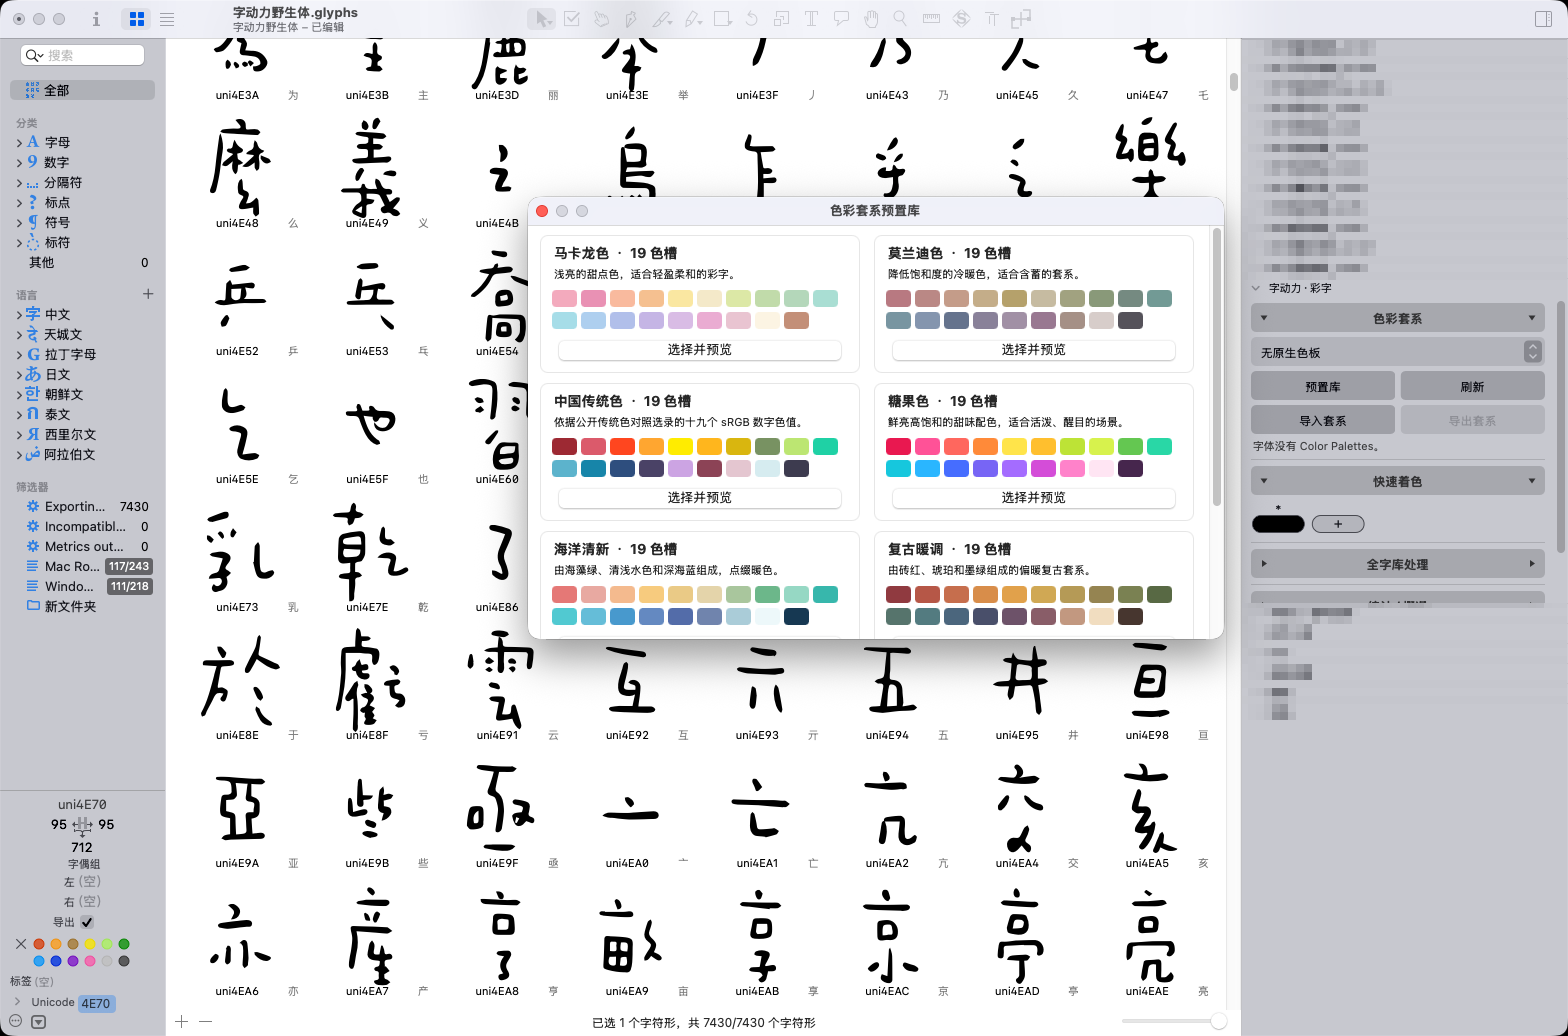 字动力野生体.glyphs
字动力野生体 – 已编辑
搜索
全部
分类
字母
数字
分隔符
标点
符号
标符
其他 0
语言
中文
天城文
拉丁字母
日文
朝鲜文
泰文
西里尔文
阿拉伯文
筛选器
Exportin... 7430
Incompatibl... 0
Metrics out... 0
Mac Ro... 117/243
Windo... 111/218
新文件夹
uni4E70
95 95
712
字偶组
左 (空)
右 (空)
导出
标签 (空)
Unicode 4E70
uni4E3A 为 uni4E3B 主 uni4E3D 丽 uni4E3E 举 uni4E3F 丿 uni4E43 乃 uni4E45 久 uni4E47 乇
uni4E48 么 uni4E49 义 uni4E4B
uni4E52 乒 uni4E53 乓 uni4E54
uni4E5E 乞 uni4E5F 也 uni4E60
uni4E73 乳 uni4E7E 乾 uni4E86
uni4E8E 于 uni4E8F 亏 uni4E91 云 uni4E92 互 uni4E93 亓 uni4E94 五 uni4E95 井 uni4E98 亘
uni4E9A 亚 uni4E9B 些 uni4E9F 亟 uni4EA0 亠 uni4EA1 亡 uni4EA2 亢 uni4EA4 交 uni4EA5 亥
uni4EA6 亦 uni4EA7 产 uni4EA8 亨 uni4EA9 亩 uni4EAB 享 uni4EAC 京 uni4EAD 亭 uni4EAE 亮
已选 1 个字符形，共 7430/7430 个字符形
色彩套系预置库
马卡龙色 · 19 色槽
浅亮的甜点色，适合轻盈柔和的彩字。
选择并预览
莫兰迪色 · 19 色槽
降低饱和度的冷暖色，适合含蓄的套系。
选择并预览
中国传统色 · 19 色槽
依据公开传统色对照选录的十九个 sRGB 数字色值。
选择并预览
糖果色 · 19 色槽
鲜亮高饱和的甜味配色，适合活泼、醒目的场景。
选择并预览
海洋清新 · 19 色槽
由海藻绿、清浅水色和深海蓝组成，点缀暖色。
复古暖调 · 19 色槽
由砖红、琥珀和墨绿组成的偏暖复古套系。
字动力 · 彩字
色彩套系
无原生色板
预置库
刷新
导入套系
导出套系
字体没有 Color Palettes。
快速着色
*
+
全字库处理